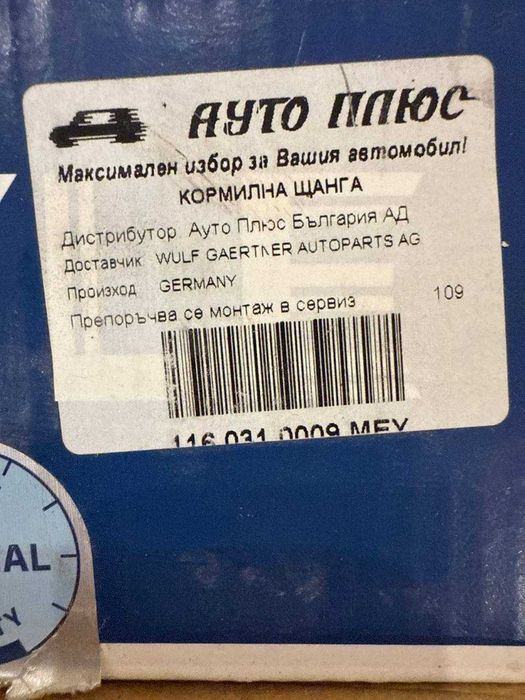 АУТО ПЛЮС
Максимален избор за Вашия автомобил!
КОРМИЛНА ЩАНГА
Дистрибутор Ауто Плюс България АД
Доставчик WULF GAERTNER AUTOPARTS AG
Произход GERMANY
Препоръчва се монтаж в сервиз 109
116 031 0009 MEY
AL
TY